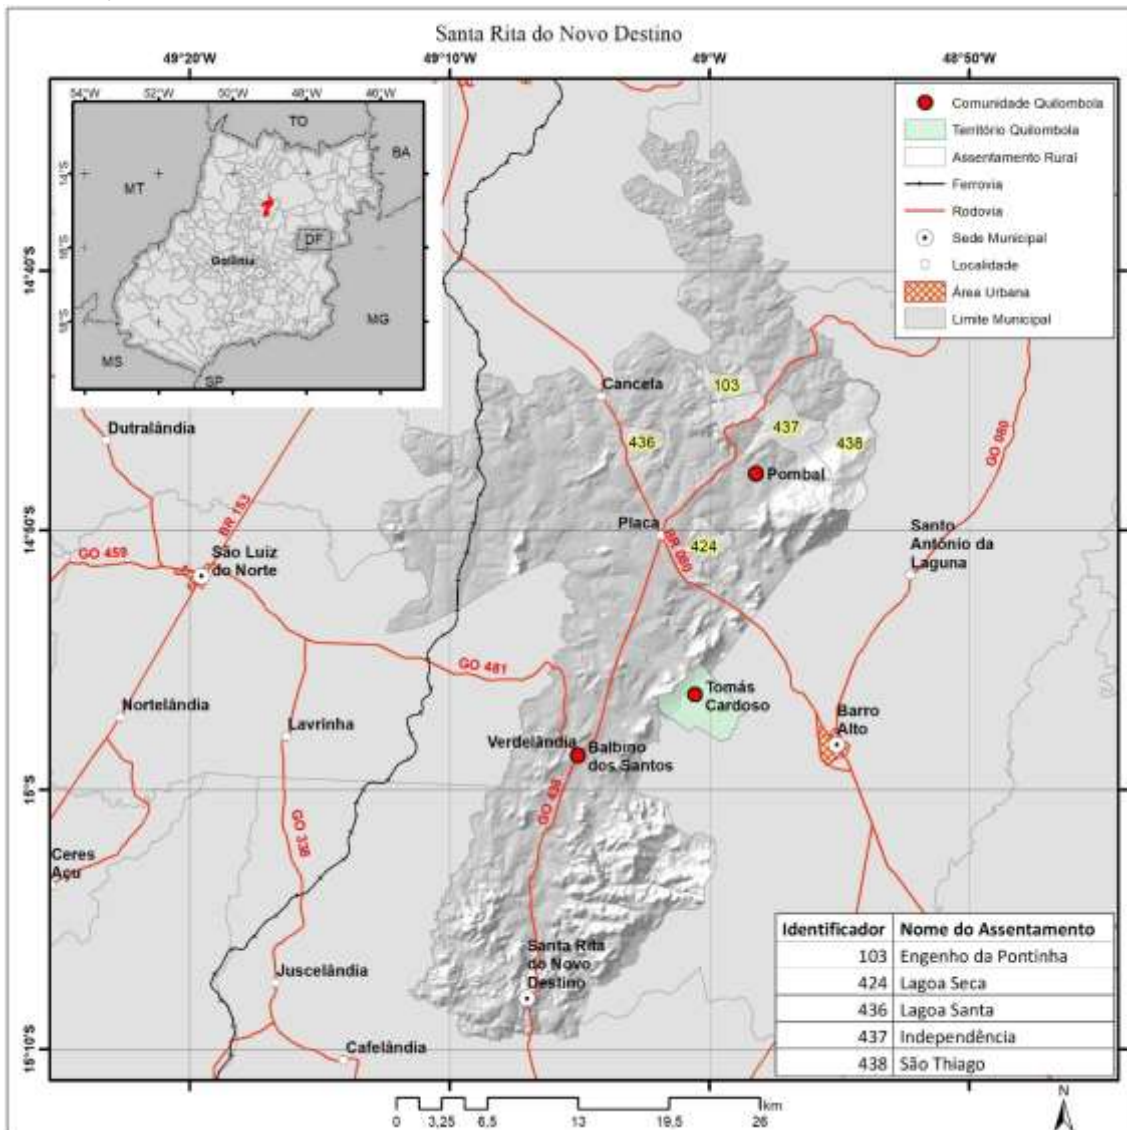 Santa Rita do Novo Destino
49°20'W 49°10'W 49°W 48°50'W
54°W 52°W 50°W 48°W 46°W
TO
BA
MT
14°S
DF
Goiânia
MG
MS
SP
Comunidade Quilombola
Território Quilombola
Assentamento Rural
Ferrovia
Rodovia
Sede Municipal
Localidade
Área Urbana
Limite Municipal
14°40'S
Cancela
103
Dutralândia
436
437
438
GO 080
Pombal
BR 153
14°50'S
Placa
BR 080
424
Santo
Antônio da
Laguna
GO 459
São Luiz
do Norte
GO 481
Tomás
Cardoso
Nortelândia
Lavrinha
Barro
Alto
Verdelândia
Balbino
dos Santos
15°S
GO 338
Ceres
Açu
Santa Rita
do Novo
Destino
Juscelândia
Cafelândia
15°10'S
Identificador Nome do Assentamento
103 Engenho da Pontinha
424 Lagoa Seca
436 Lagoa Santa
437 Independência
438 São Thiago
0 3,25 6,5 13 19,5 26 km
N